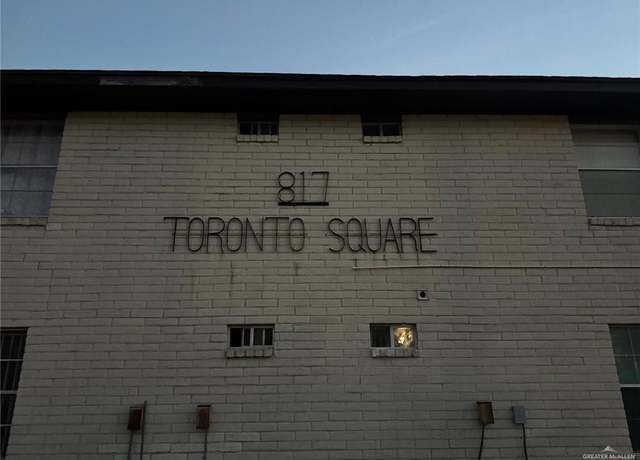 817
TORONTO SQUARE
GREATER McALLEN